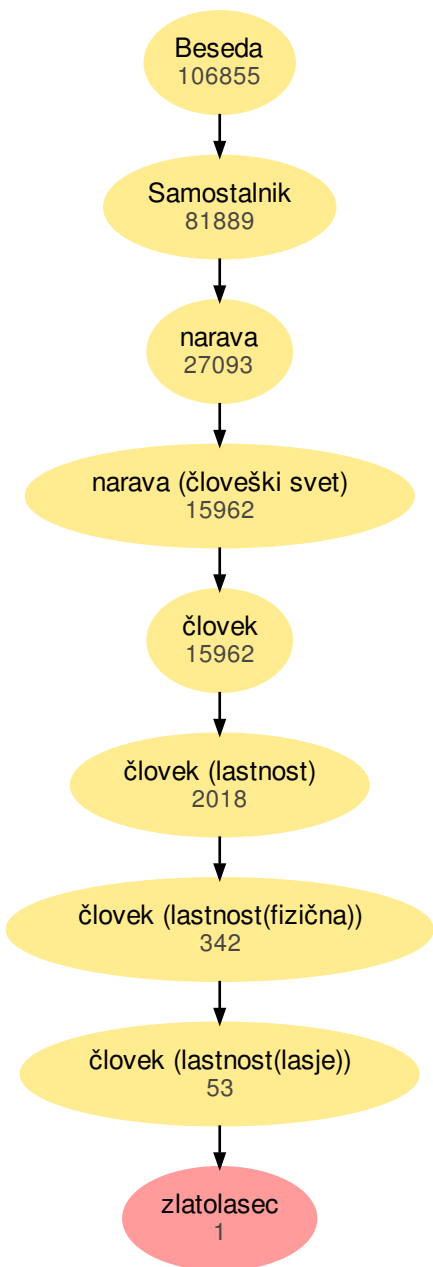 Beseda
106855
Samostalnik
81889
narava
27093
narava (človeški svet)
15962
človek
15962
človek (lastnost)
2018
človek (lastnost(fizična))
342
človek (lastnost(lasje))
53
zlatolasec
1